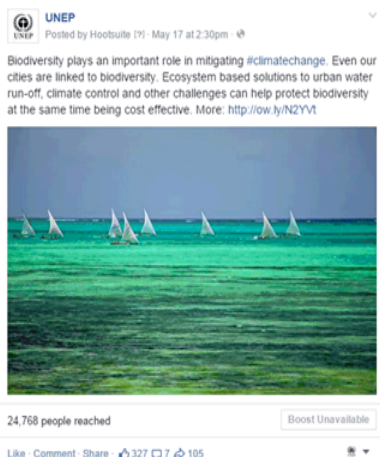 UNEP
UNEP
Posted by Hootsuite [?] · May 17 at 2:30pm ·
Biodiversity plays an important role in mitigating #climatechange. Even our
cities are linked to biodiversity. Ecosystem based solutions to urban water
run-off, climate control and other challenges can help protect biodiversity
at the same time being cost effective. More: http://ow.ly/N2YVt
24,768 people reached
Boost Unavailable
Like · Comment · Share · 327 7 105